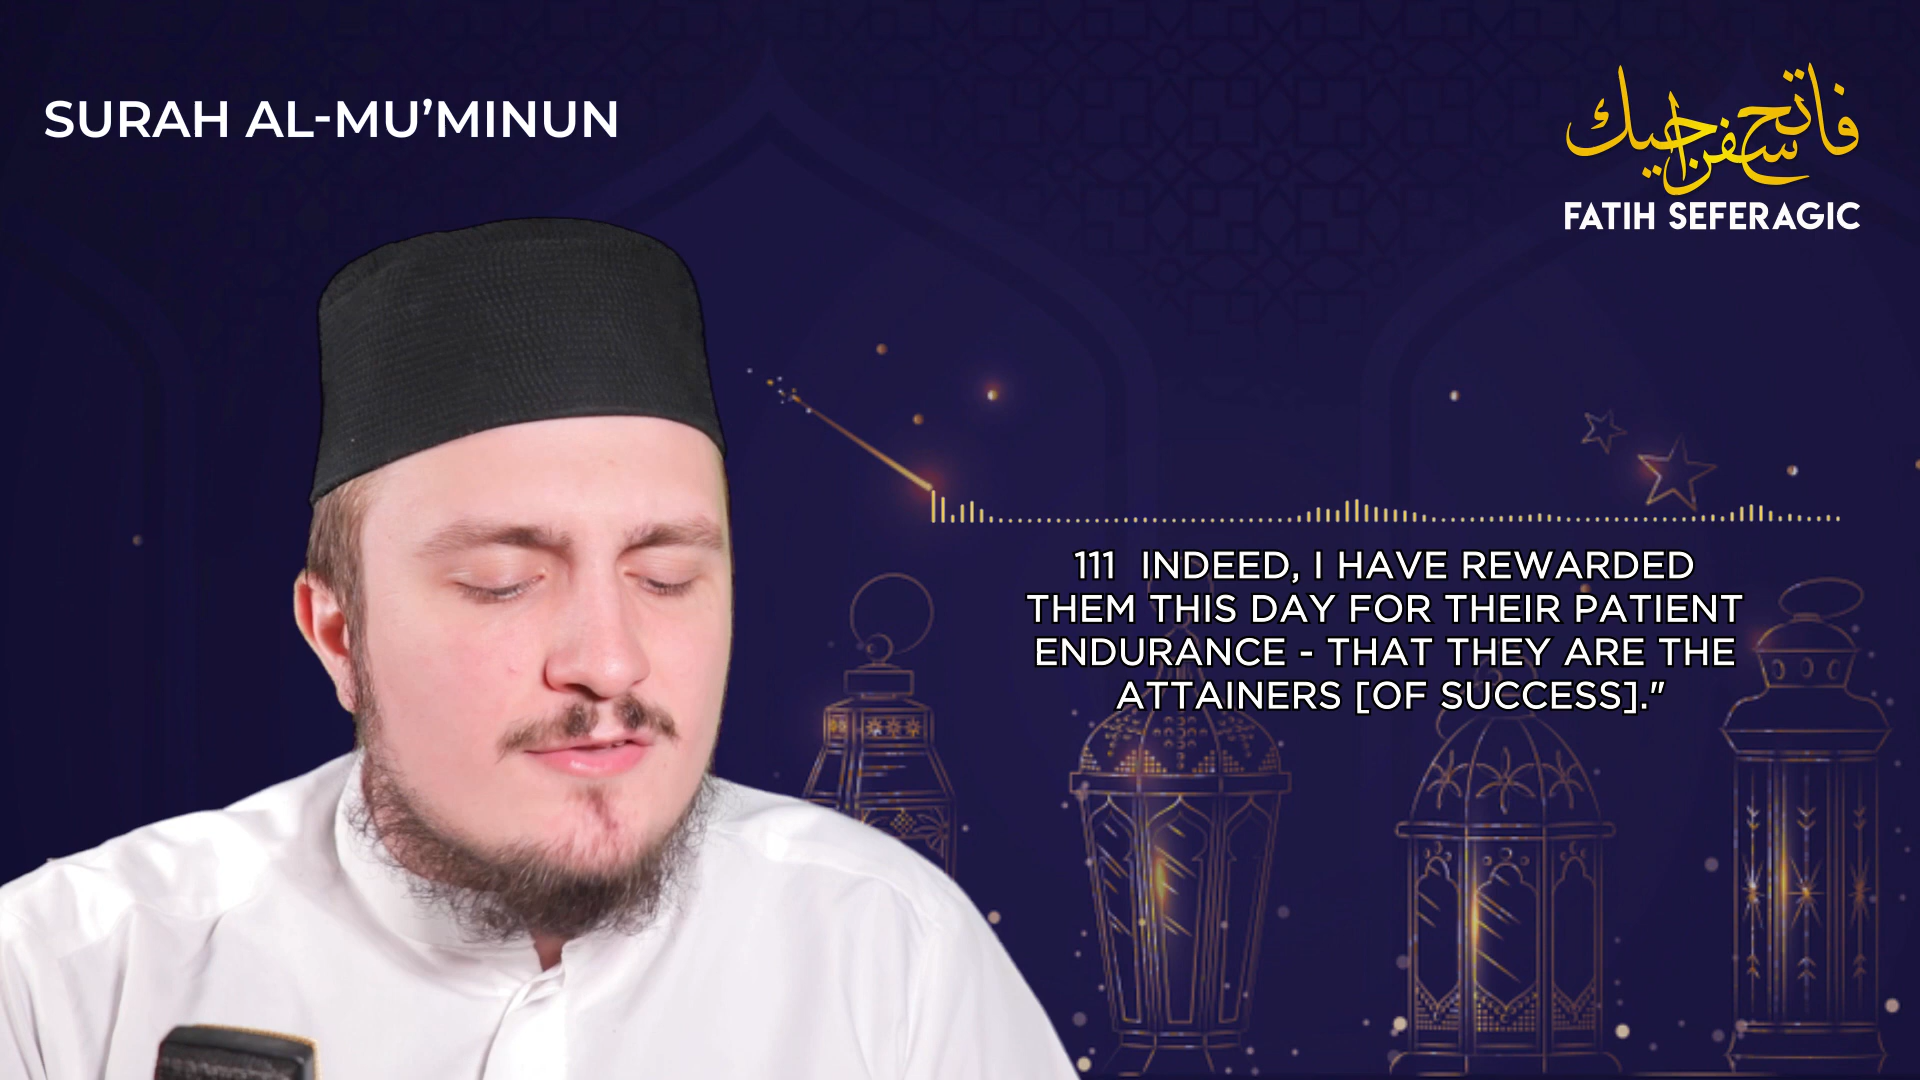 SURAH AL-MU’MINUN
فاتح سفراجيك
FATIH SEFERAGIC
111 INDEED, I HAVE REWARDED
THEM THIS DAY FOR THEIR PATIENT
ENDURANCE - THAT THEY ARE THE
ATTAINERS [OF SUCCESS]."